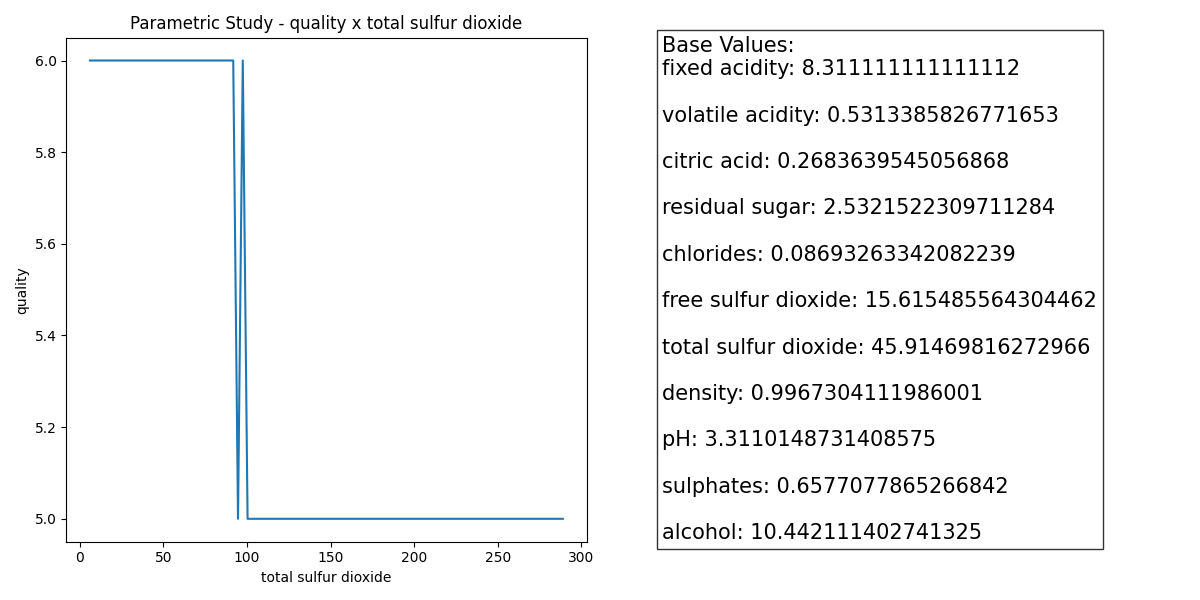 Parametric Study - quality x total sulfur dioxide
6.0
5.8
5.6
5.4
5.2
5.0
quality
0
50
100
150
200
250
300
total sulfur dioxide
Base Values:
fixed acidity: 8.311111111111112
volatile acidity: 0.5313385826771653
citric acid: 0.2683639545056868
residual sugar: 2.5321522309711284
chlorides: 0.08693263342082239
free sulfur dioxide: 15.615485564304462
total sulfur dioxide: 45.91469816272966
density: 0.9967304111986001
pH: 3.3110148731408575
sulphates: 0.6577077865266842
alcohol: 10.442111402741325